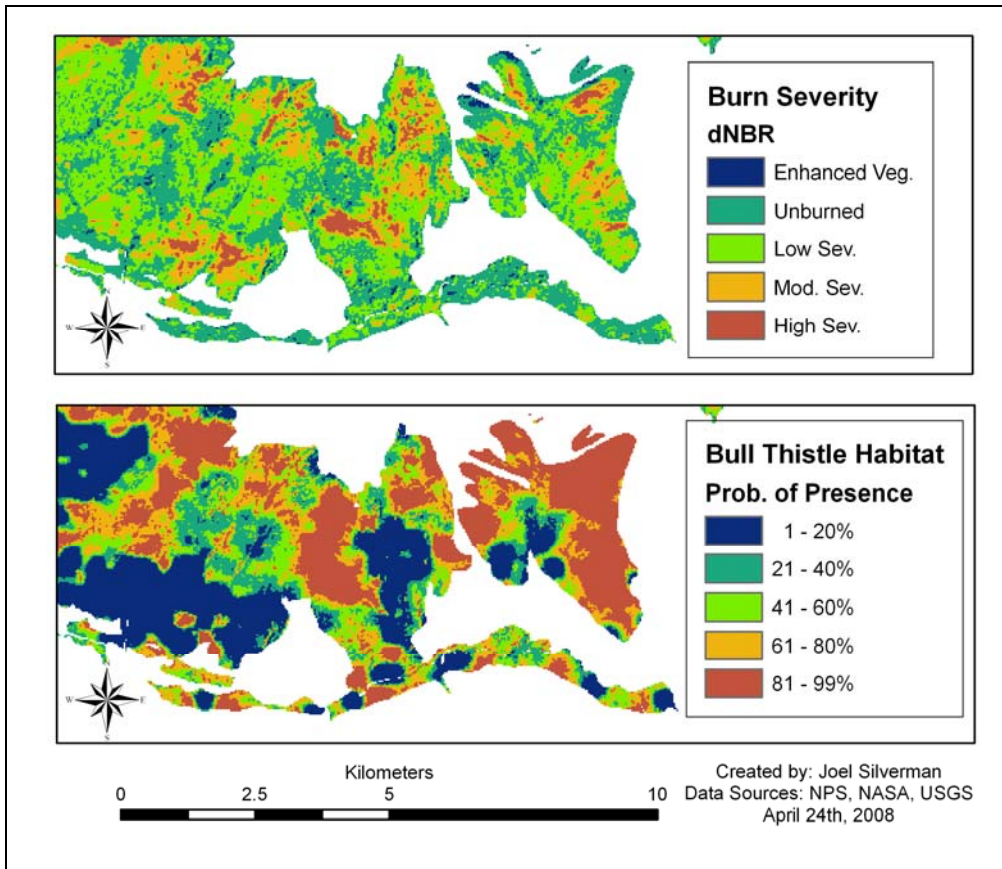 Burn Severity
dNBR
Enhanced Veg.
Unburned
Low Sev.
Mod. Sev.
High Sev.
N
W E
S
Bull Thistle Habitat
Prob. of Presence
1 - 20%
21 - 40%
41 - 60%
61 - 80%
81 - 99%
N
W E
S
Kilometers
0 2.5 5 10
Created by: Joel Silverman
Data Sources: NPS, NASA, USGS
April 24th, 2008